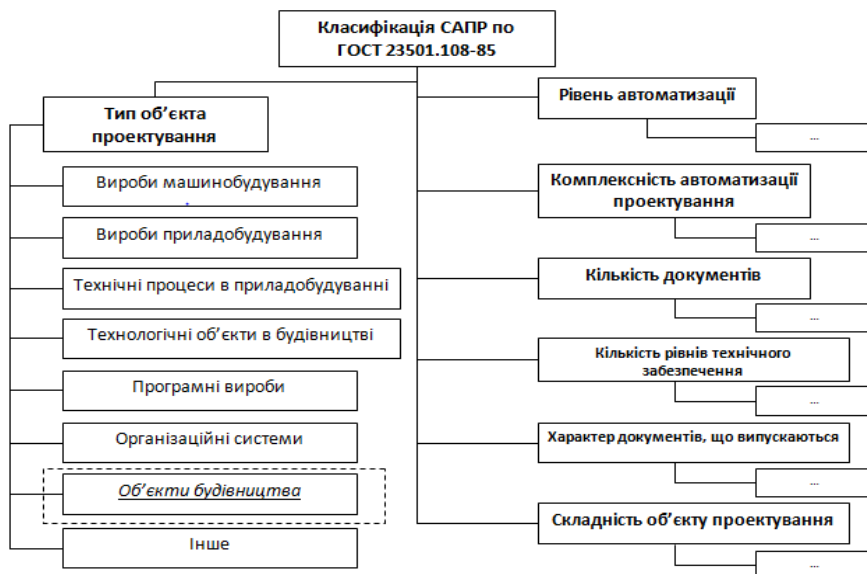 Класифікація САПР по
ГОСТ 23501.108-85
Тип об’єкта
проектування
Вироби машинобудування
Вироби приладобудування
Технічні процеси в приладобудуванні
Технологічні об’єкти в будівництві
Програмні вироби
Організаційні системи
Об’єкти будівництва
Інше
Рівень автоматизації
...
Комплексність автоматизації
проектування
...
Кількість документів
...
Кількість рівнів технічного
забезпечення
...
Характер документів, що випускаються
...
Складність об’єкту проектування
...